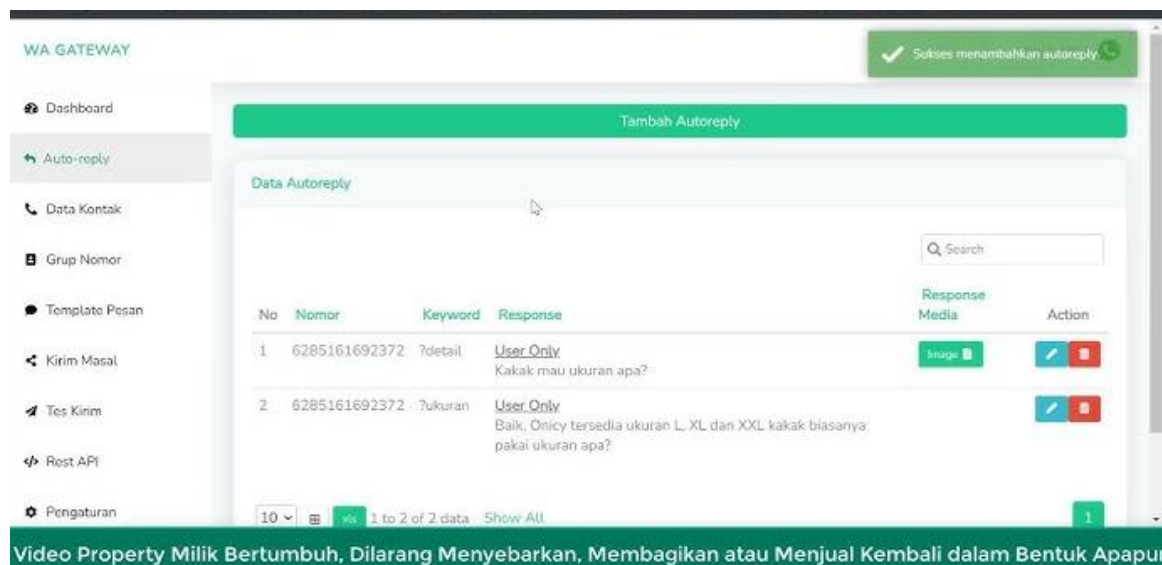 WA GATEWAY
Sukses menambahkan autoreply
Dashboard
Tambah Autoreply
Auto-reply
Data Autoreply
Data Kontak
Search
Grup Nomor
Template Pesan
No Nomor Keyword Response Response Media Action
1 6285161692372 ?detail User Only Image
Kakak mau ukuran apa?
Kirim Masal
2 6285161692372 ?ukuran User Only
Baik, Onicy tersedia ukuran L, XL dan XXL kakak biasanya
pakai ukuran apa?
Tes Kirim
Rest API
Pengaturan
10 xls 1 to 2 of 2 data Show All 1
Video Property Milik Bertumbuh, Dilarang Menyebarkan, Membagikan atau Menjual Kembali dalam Bentuk Apapu